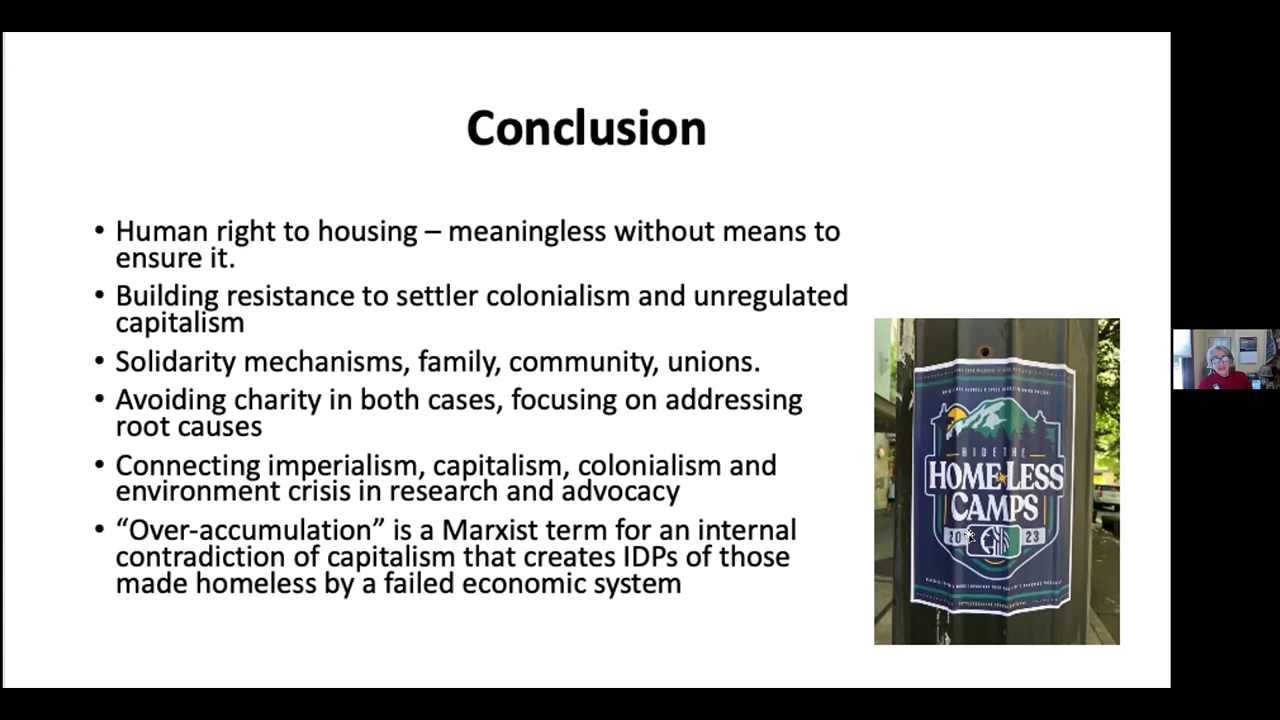 Conclusion
• Human right to housing – meaningless without means to
ensure it.
• Building resistance to settler colonialism and unregulated
capitalism
• Solidarity mechanisms, family, community, unions.
• Avoiding charity in both cases, focusing on addressing
root causes
• Connecting imperialism, capitalism, colonialism and
environment crisis in research and advocacy
• “Over-accumulation” is a Marxist term for an internal
contradiction of capitalism that creates IDPs of those
made homeless by a failed economic system
HIDE THE
HOMELESS
CAMPS
20 23